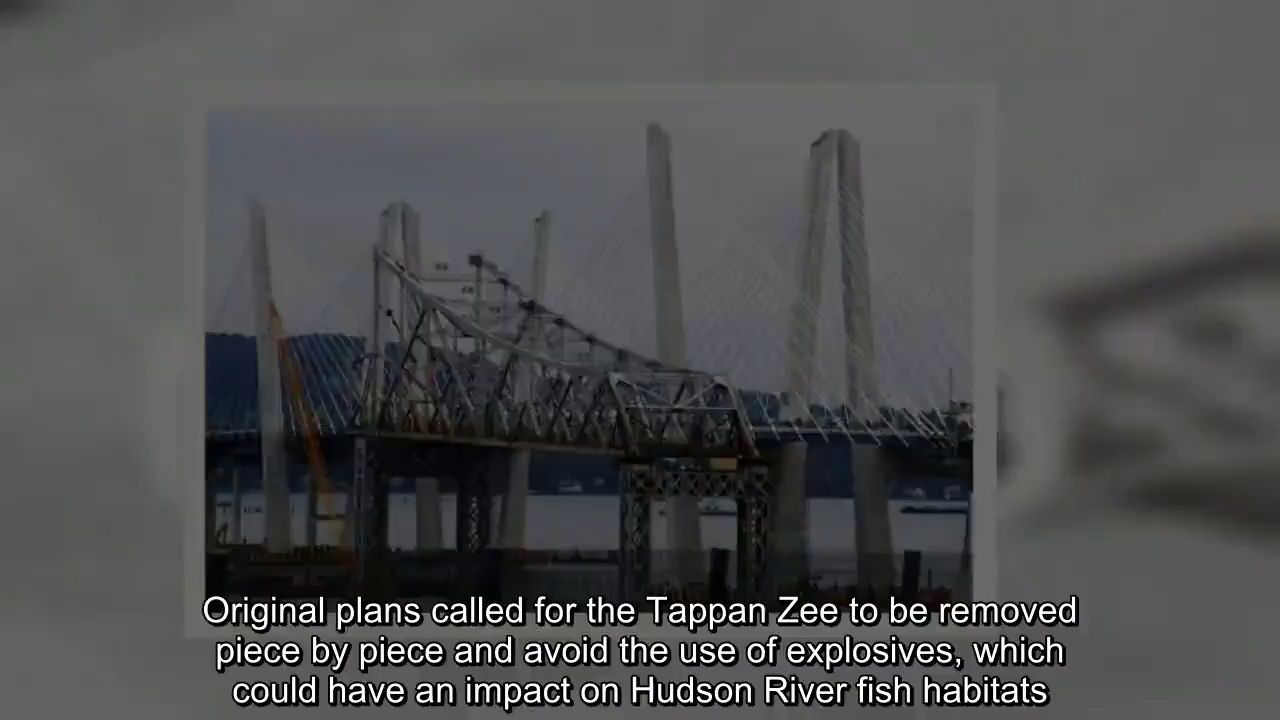 Original plans called for the Tappan Zee to be removed
piece by piece and avoid the use of explosives, which
could have an impact on Hudson River fish habitats